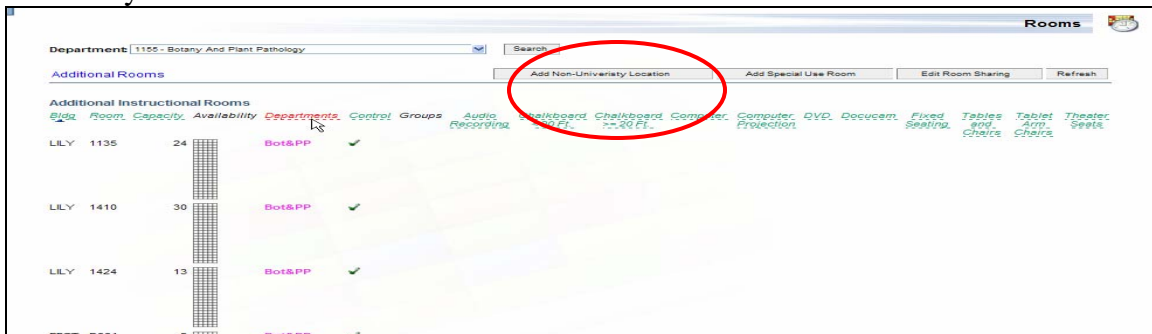 Rooms
Department: 1155 - Botany And Plant Pathology Search
Additional Rooms Add Non-Univeristy Location Add Special Use Room Edit Room Sharing Refresh
Additional Instructional Rooms
Bldg Room Capacity Availability Departments Control Groups Audio Recording Chalkboard Ft. Chalkboard >= 20 Ft. Computer Computer Projection DVD Docucam Fixed Seating Tables and Chairs Tablet Arm Chairs Theater Seats
LILY 1135 24 Bot&PP
LILY 1410 30 Bot&PP
LILY 1424 13 Bot&PP